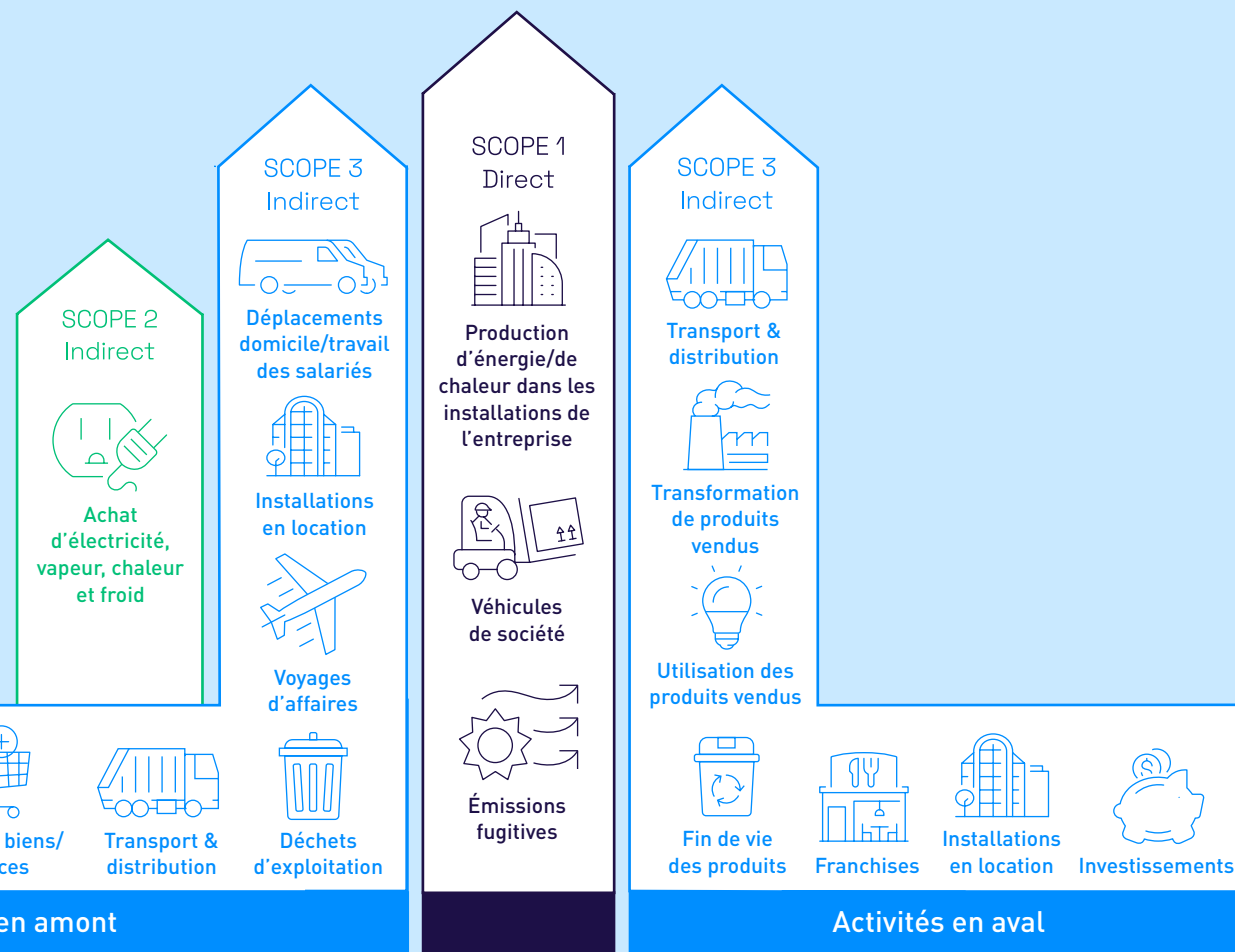 SCOPE 2
Indirect
Achat
d'électricité,
vapeur, chaleur
et froid
SCOPE 3
Indirect
Déplacements
domicile/travail
des salariés
Installations
en location
Voyages
d'affaires
biens/
Transport &
distribution
Déchets
d'exploitation
en amont
SCOPE 1
Direct
Production
d'énergie/de
chaleur dans les
installations de
l'entreprise
Véhicules
de société
Émissions
fugitives
SCOPE 3
Indirect
Transport &
distribution
Transformation
de produits
vendus
Utilisation des
produits vendus
Fin de vie
des produits
Franchises
Installations
en location
Investissements
Activités en aval